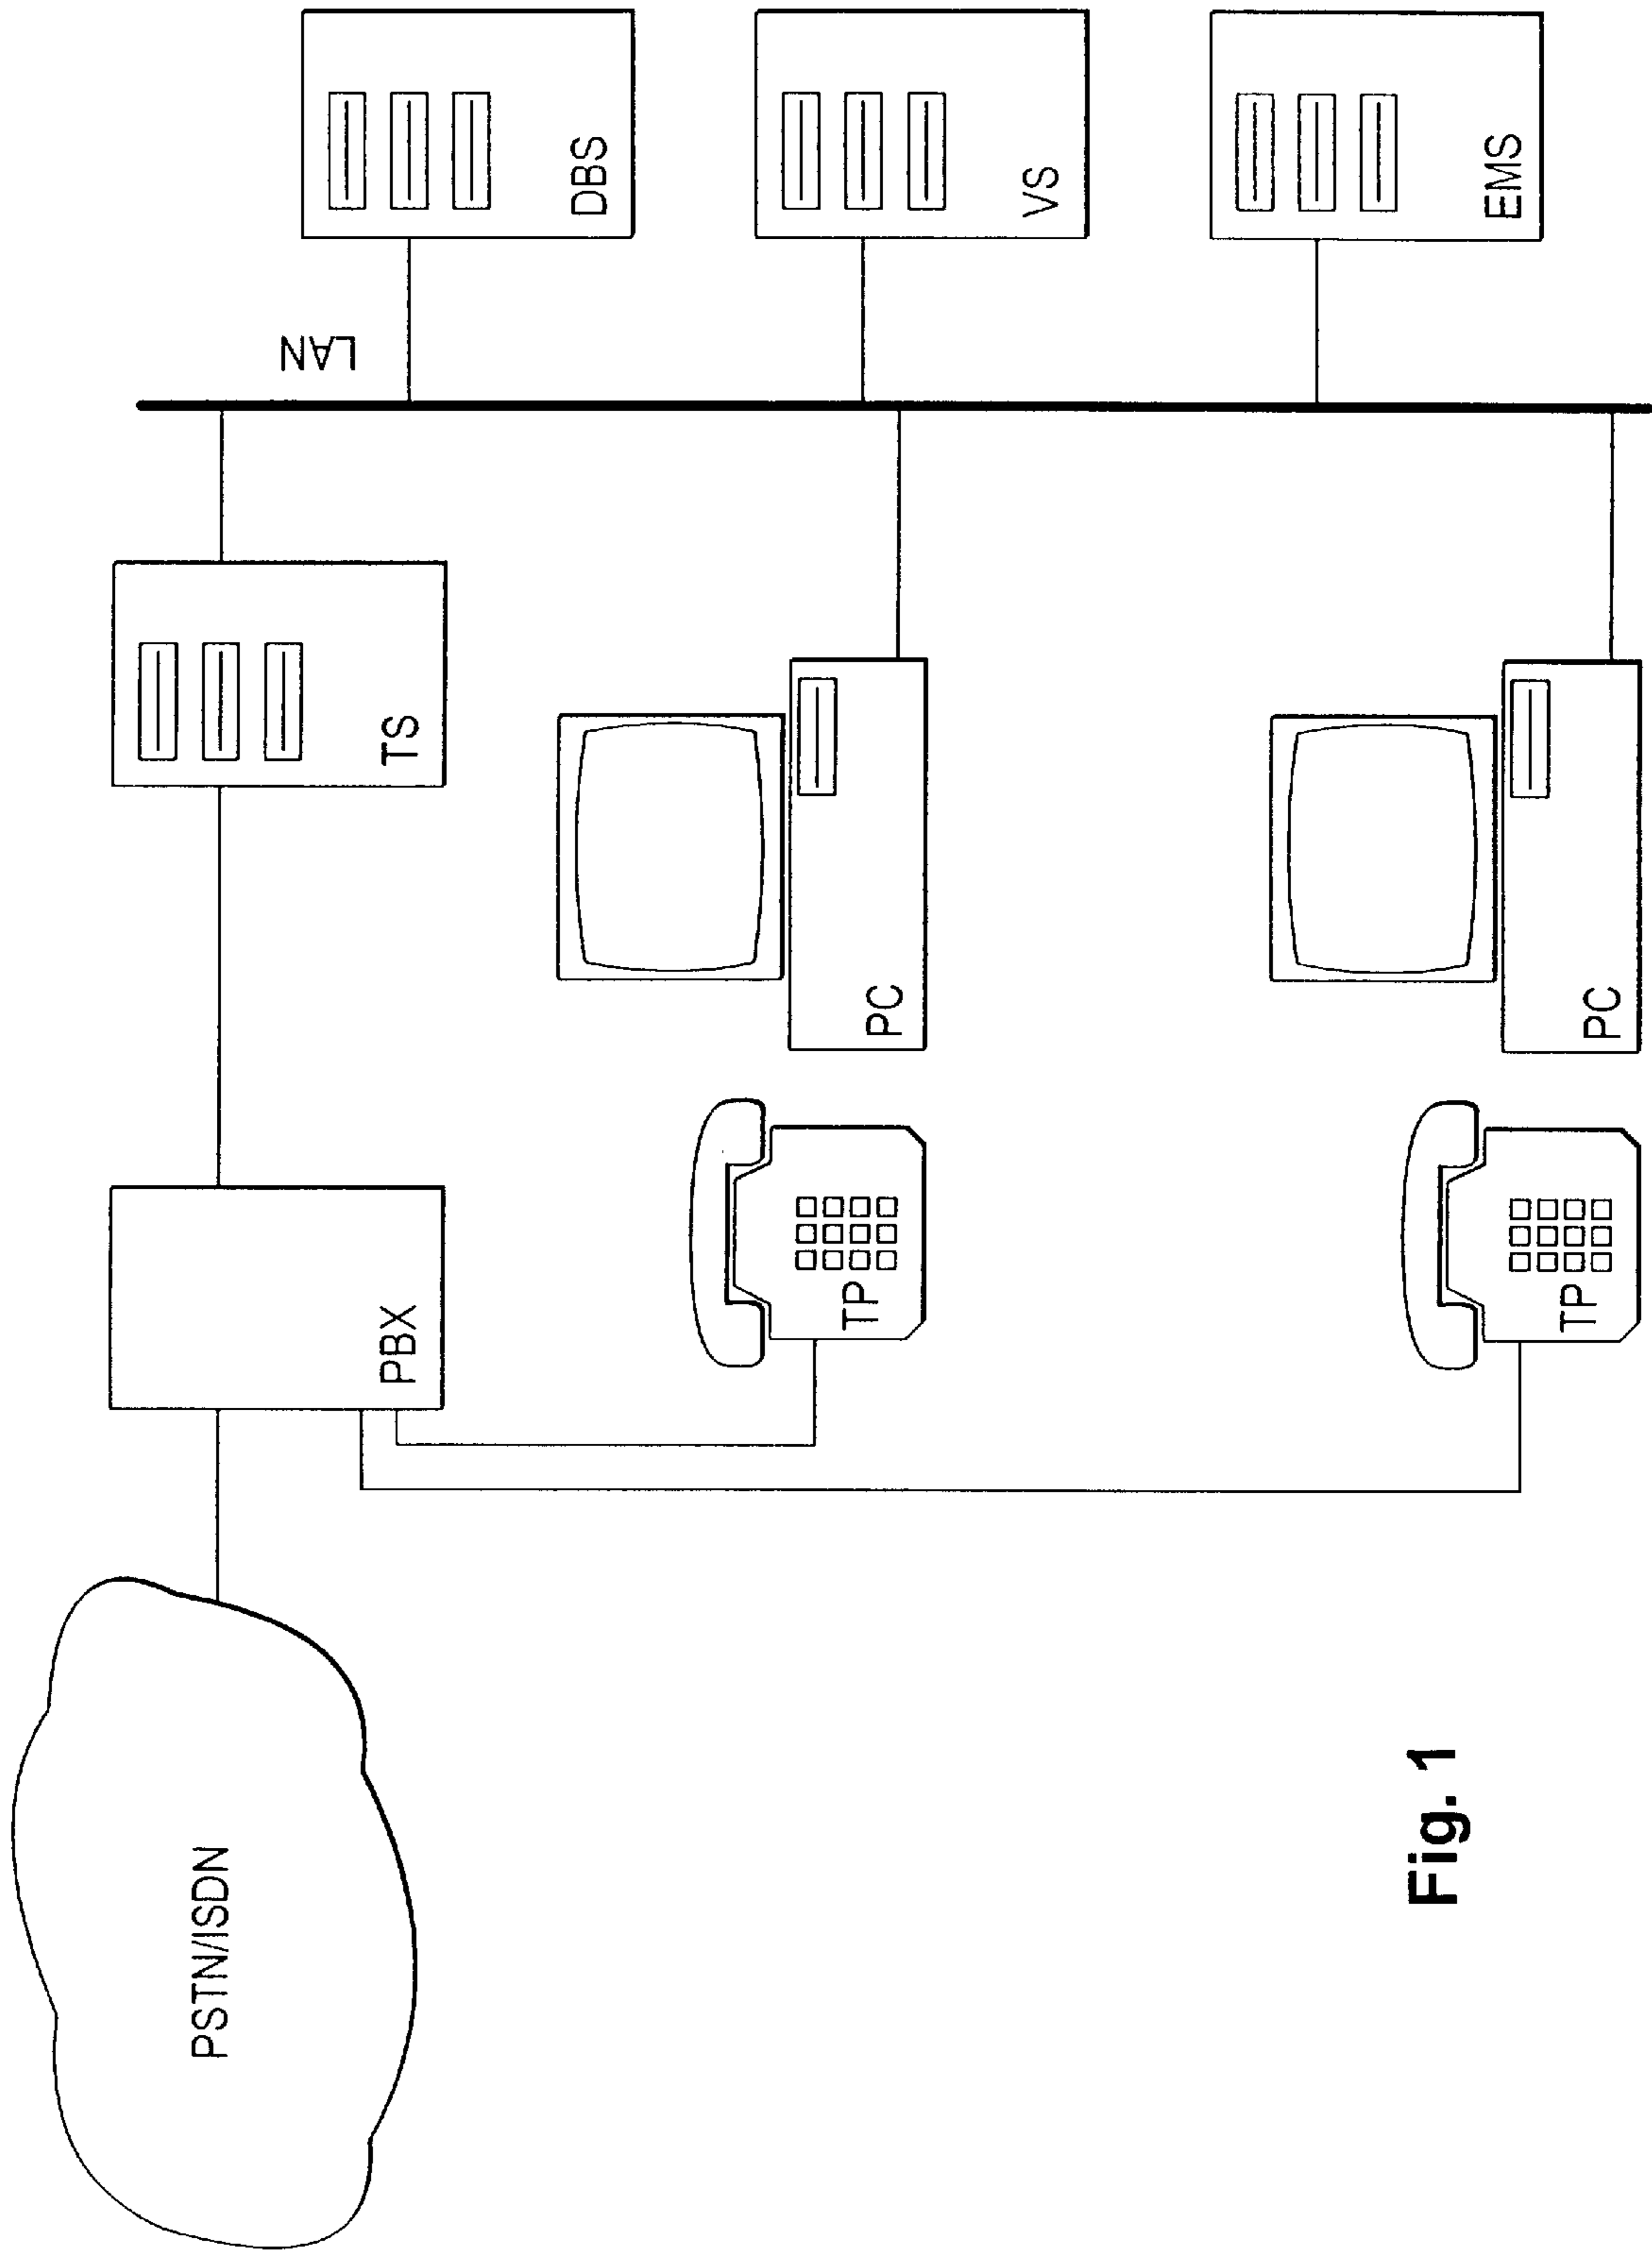 PSTN/ISDN
PBX
TS
LAN
DBS
TP
PC
VS
TP
PC
EMS
Fig. 1